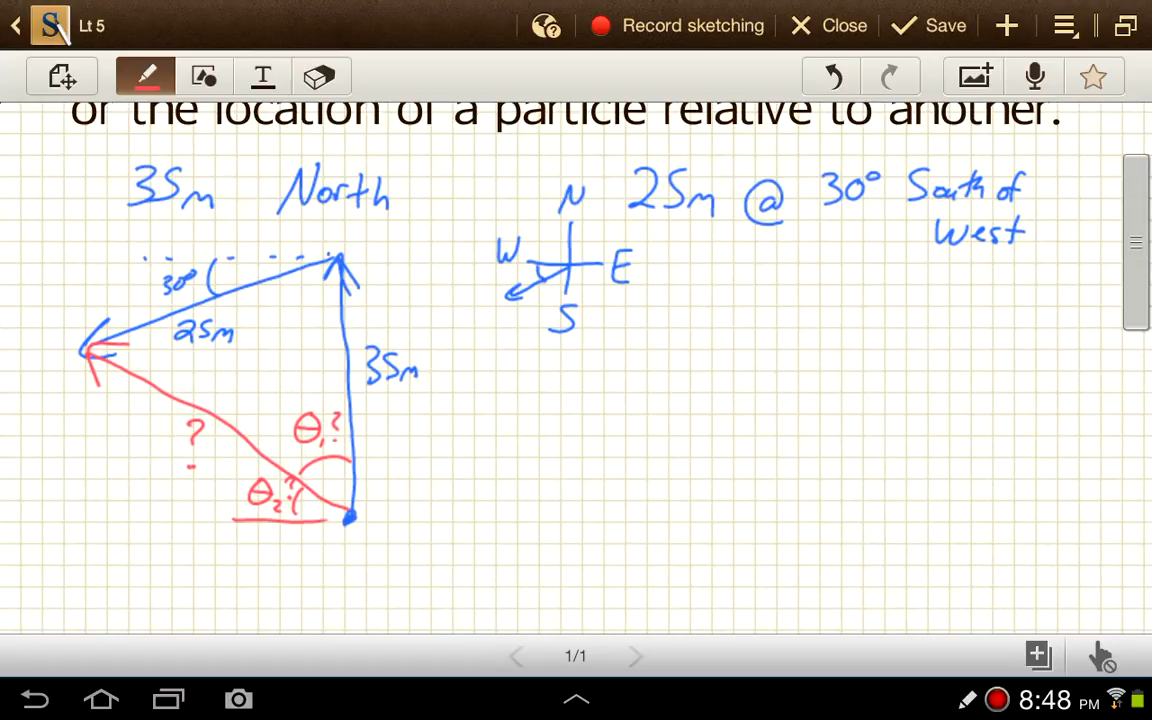 S Lt 5
Record sketching
Close
Save
T
or the location of a particle relative to another.
35m North
N
25m @ 30° South of
West
W
E
S
30°
25m
35m
?
θ₁?
θ₂?
1/1
8:48 PM